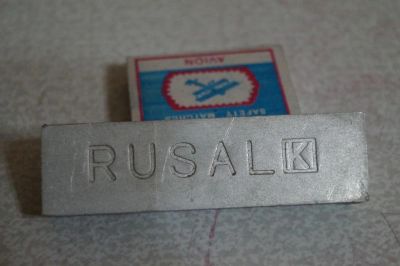 AVION
SAFETY MATCHES
RUSAL K